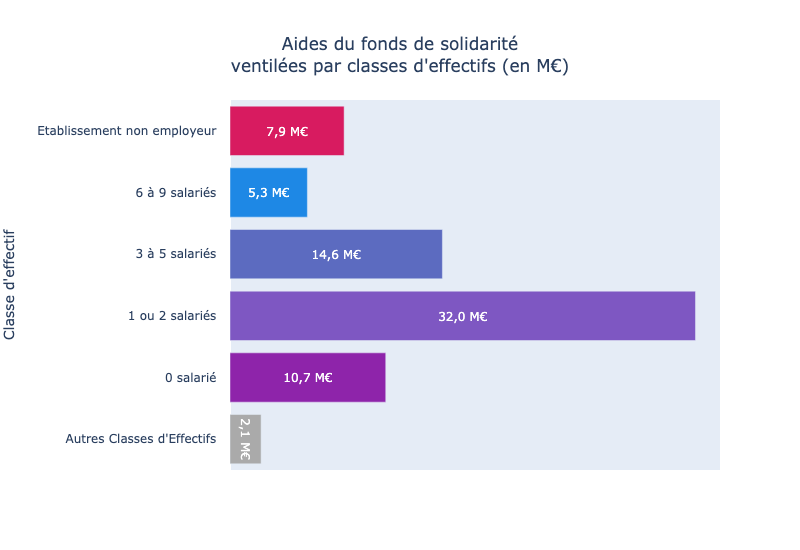 Aides du fonds de solidarité
ventilées par classes d'effectifs (en M€)
Classe d'effectif
Etablissement non employeur
7,9 M€
6 à 9 salariés
5,3 M€
3 à 5 salariés
14,6 M€
1 ou 2 salariés
32,0 M€
0 salarié
10,7 M€
Autres Classes d'Effectifs
2,1 M€